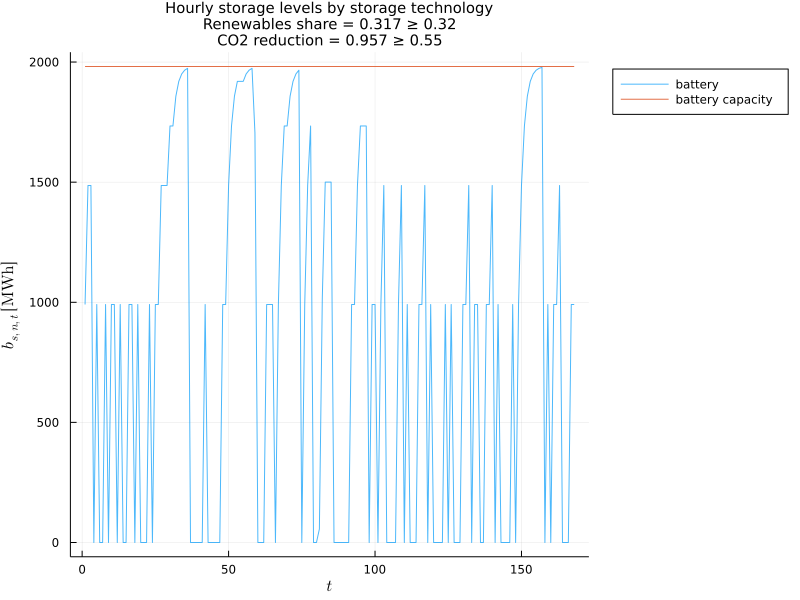 Hourly storage levels by storage technology
Renewables share = 0.317 ≥ 0.32
CO2 reduction = 0.957 ≥ 0.55
2000
1500
1000
500
0
b_{s, n, t} [MWh]
0 50 100 150
t
battery
battery capacity